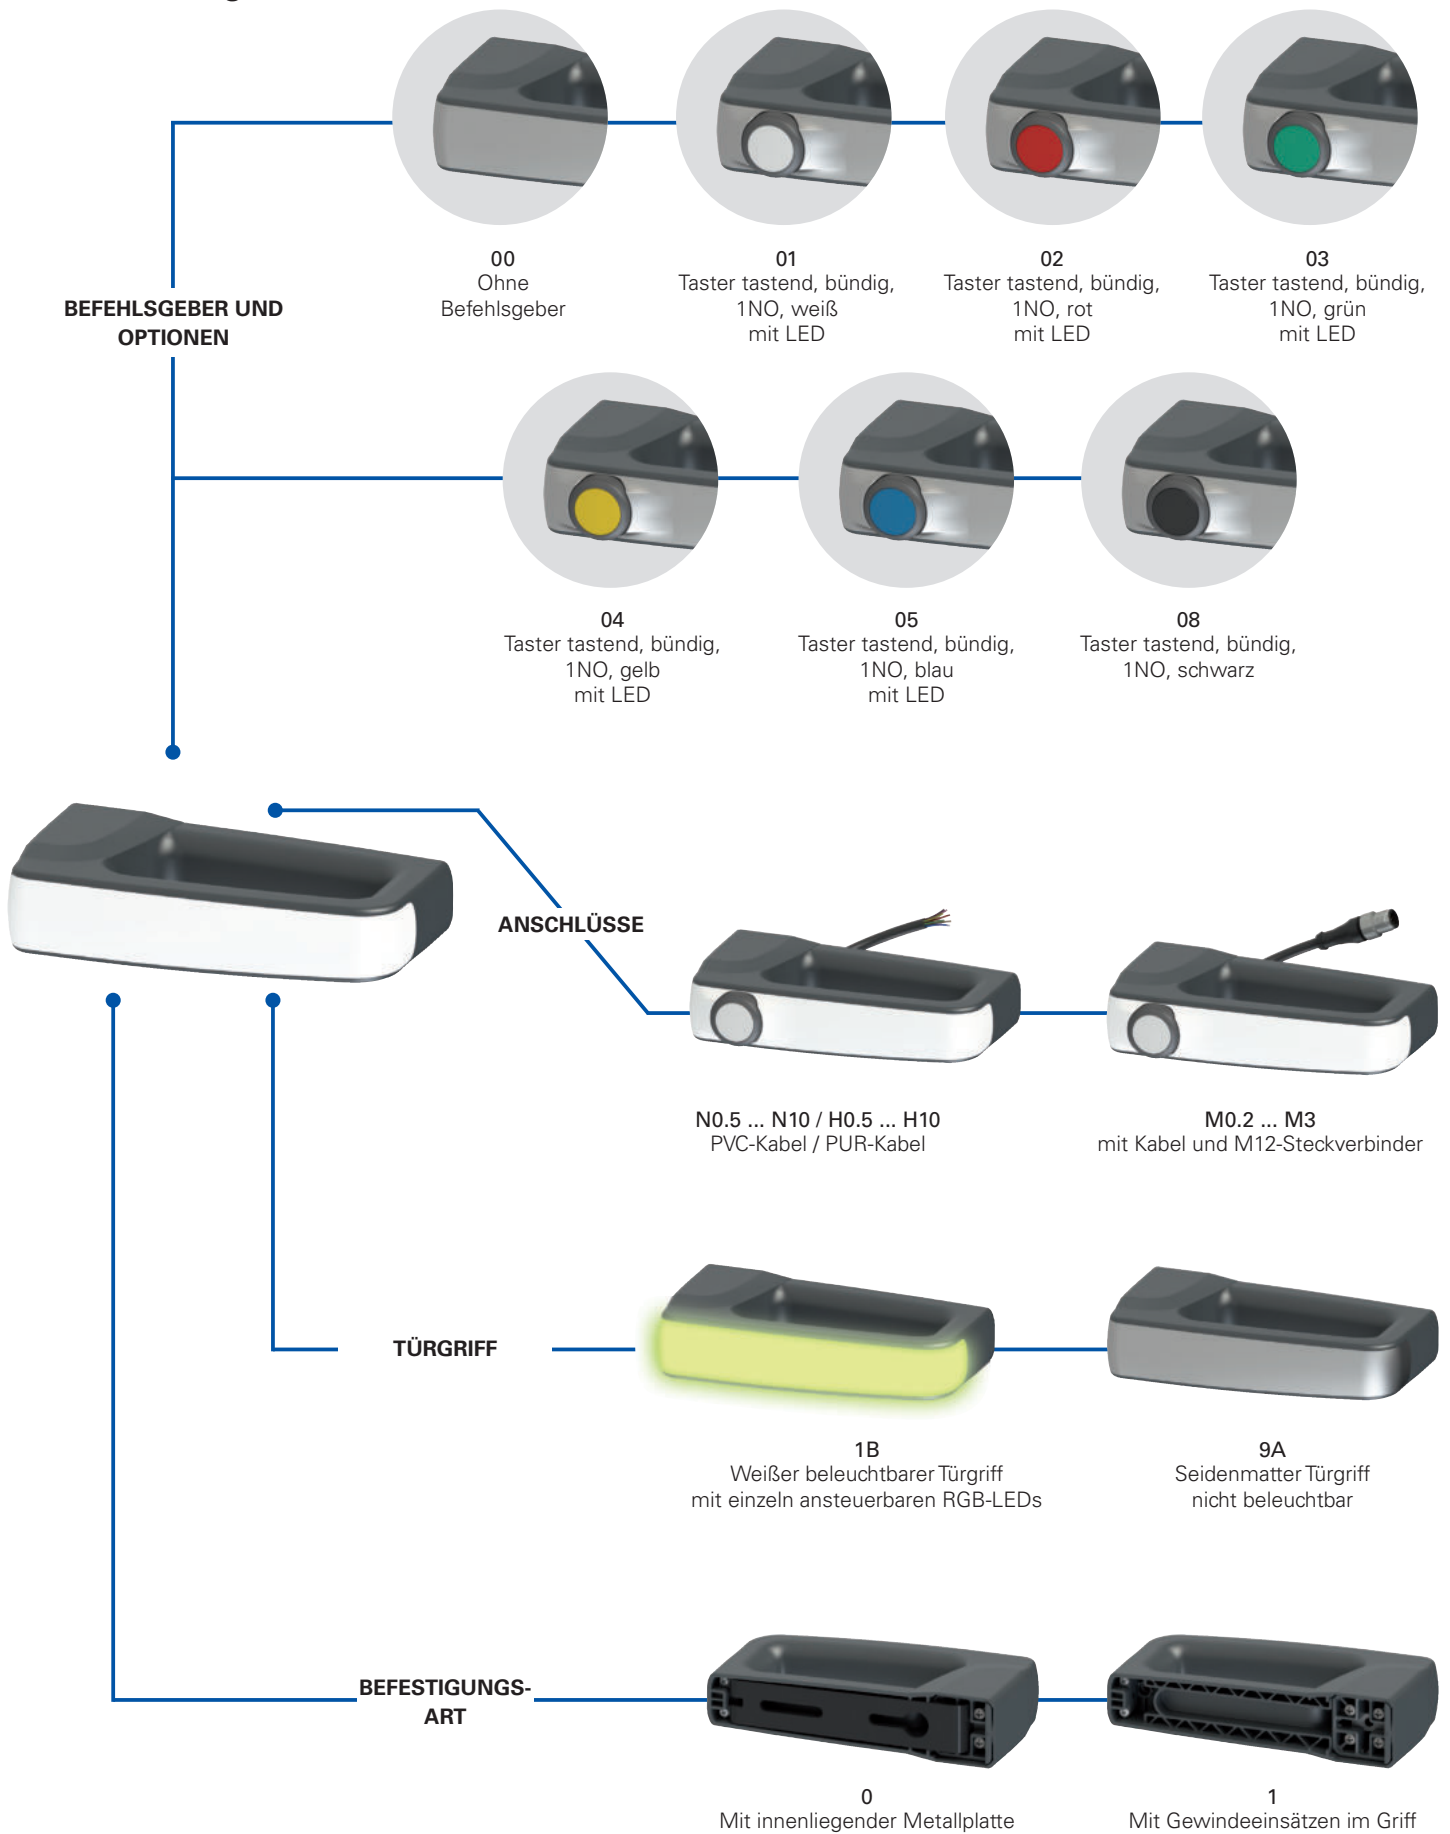 00
Ohne
Befehlsgeber
01
Taster tastend, bündig,
1NO, weiß
mit LED
02
Taster tastend, bündig,
1NO, rot
mit LED
03
Taster tastend, bündig,
1NO, grün
mit LED
BEFEHLSGEBER UND
OPTIONEN
04
Taster tastend, bündig,
1NO, gelb
mit LED
05
Taster tastend, bündig,
1NO, blau
mit LED
08
Taster tastend, bündig,
1NO, schwarz
ANSCHLÜSSE
N0.5 ... N10 / H0.5 ... H10
PVC-Kabel / PUR-Kabel
M0.2 ... M3
mit Kabel und M12-Steckverbinder
TÜRGRIFF
1B
Weißer beleuchtbarer Türgriff
mit einzeln ansteuerbaren RGB-LEDs
9A
Seidenmatter Türgriff
nicht beleuchtbar
BEFESTIGUNGS-
ART
0
Mit innenliegender Metallplatte
1
Mit Gewindeeinsätzen im Griff